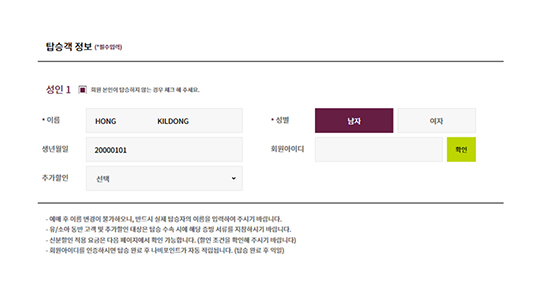 탑승객 정보 (*필수입력)
성인 1 회원 본인이 탑승하지 않는 경우 체크 해 주세요.
* 이름 HONG KILDONG * 성별 남자 여자
생년월일 20000101 회원아이디 확인
추가할인 선택
- 예매 후 이름 변경이 불가하오니, 반드시 실제 탑승자의 이름을 입력하여 주시기 바랍니다.
- 유/소아 동반 고객 및 추가할인 대상은 탑승 수속 시에 해당 증빙 서류를 지참하시기 바랍니다.
- 신분할인 적용 요금은 다음 페이지에서 확인 가능합니다. (할인 조건을 확인해 주시기 바랍니다)
- 회원아이디를 인증하시면 탑승 완료 후 나비포인트가 자동 적립됩니다. (탑승 완료 후 익일)